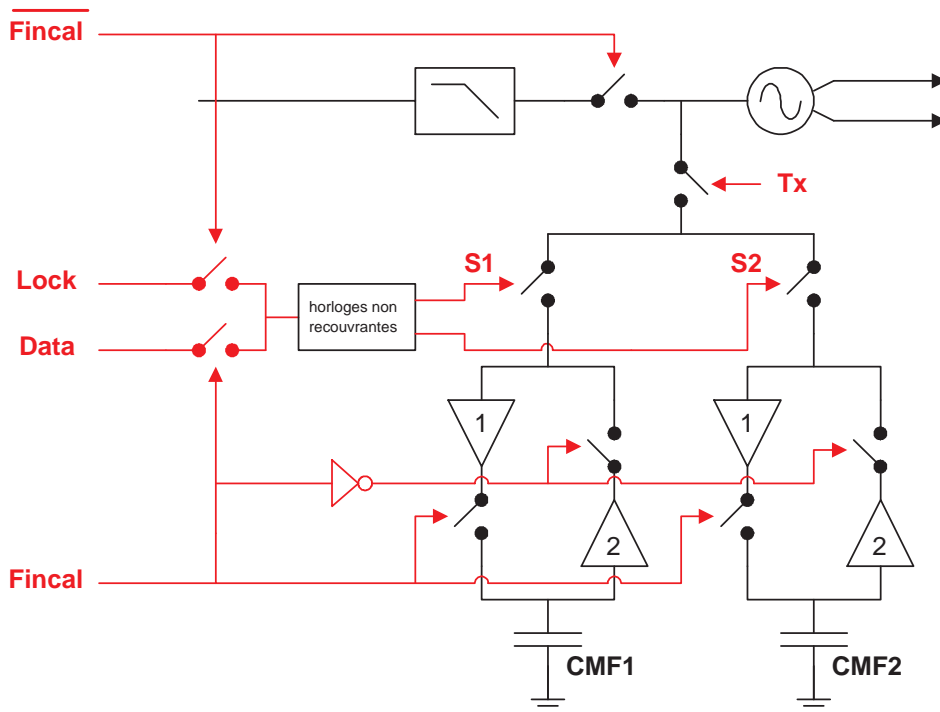 Fincal
Tx
Lock
S1
S2
horloges non
recouvrantes
Data
1
1
2
2
Fincal
CMF1
CMF2